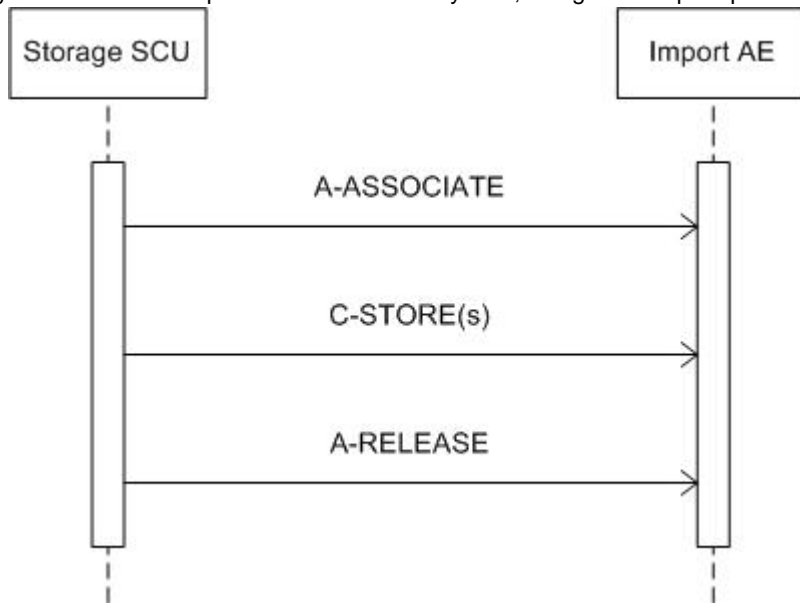 Storage SCU
Import AE
A-ASSOCIATE
C-STORE(s)
A-RELEASE